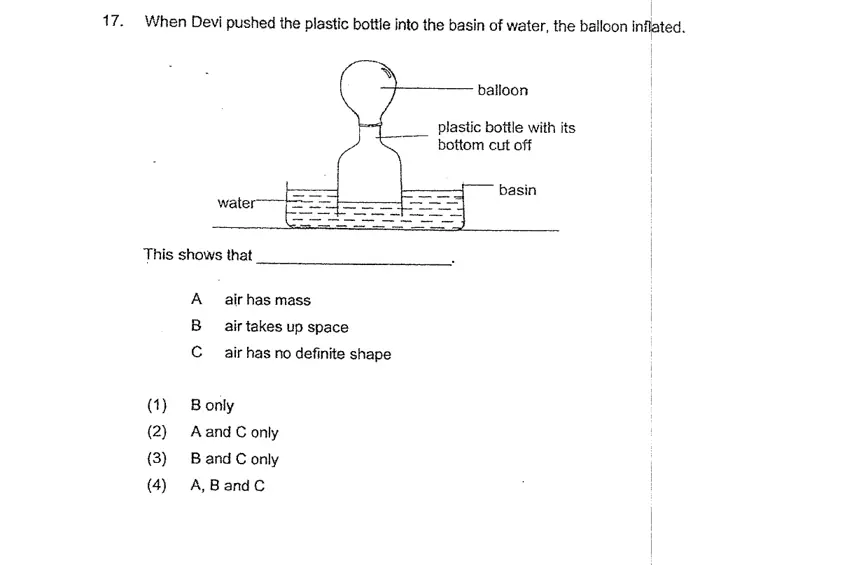 17. When Devi pushed the plastic bottle into the basin of water, the balloon inflated.
balloon
plastic bottle with its
bottom cut off
basin
water
This shows that ____________________.
A air has mass
B air takes up space
C air has no definite shape
(1) B only
(2) A and C only
(3) B and C only
(4) A, B and C